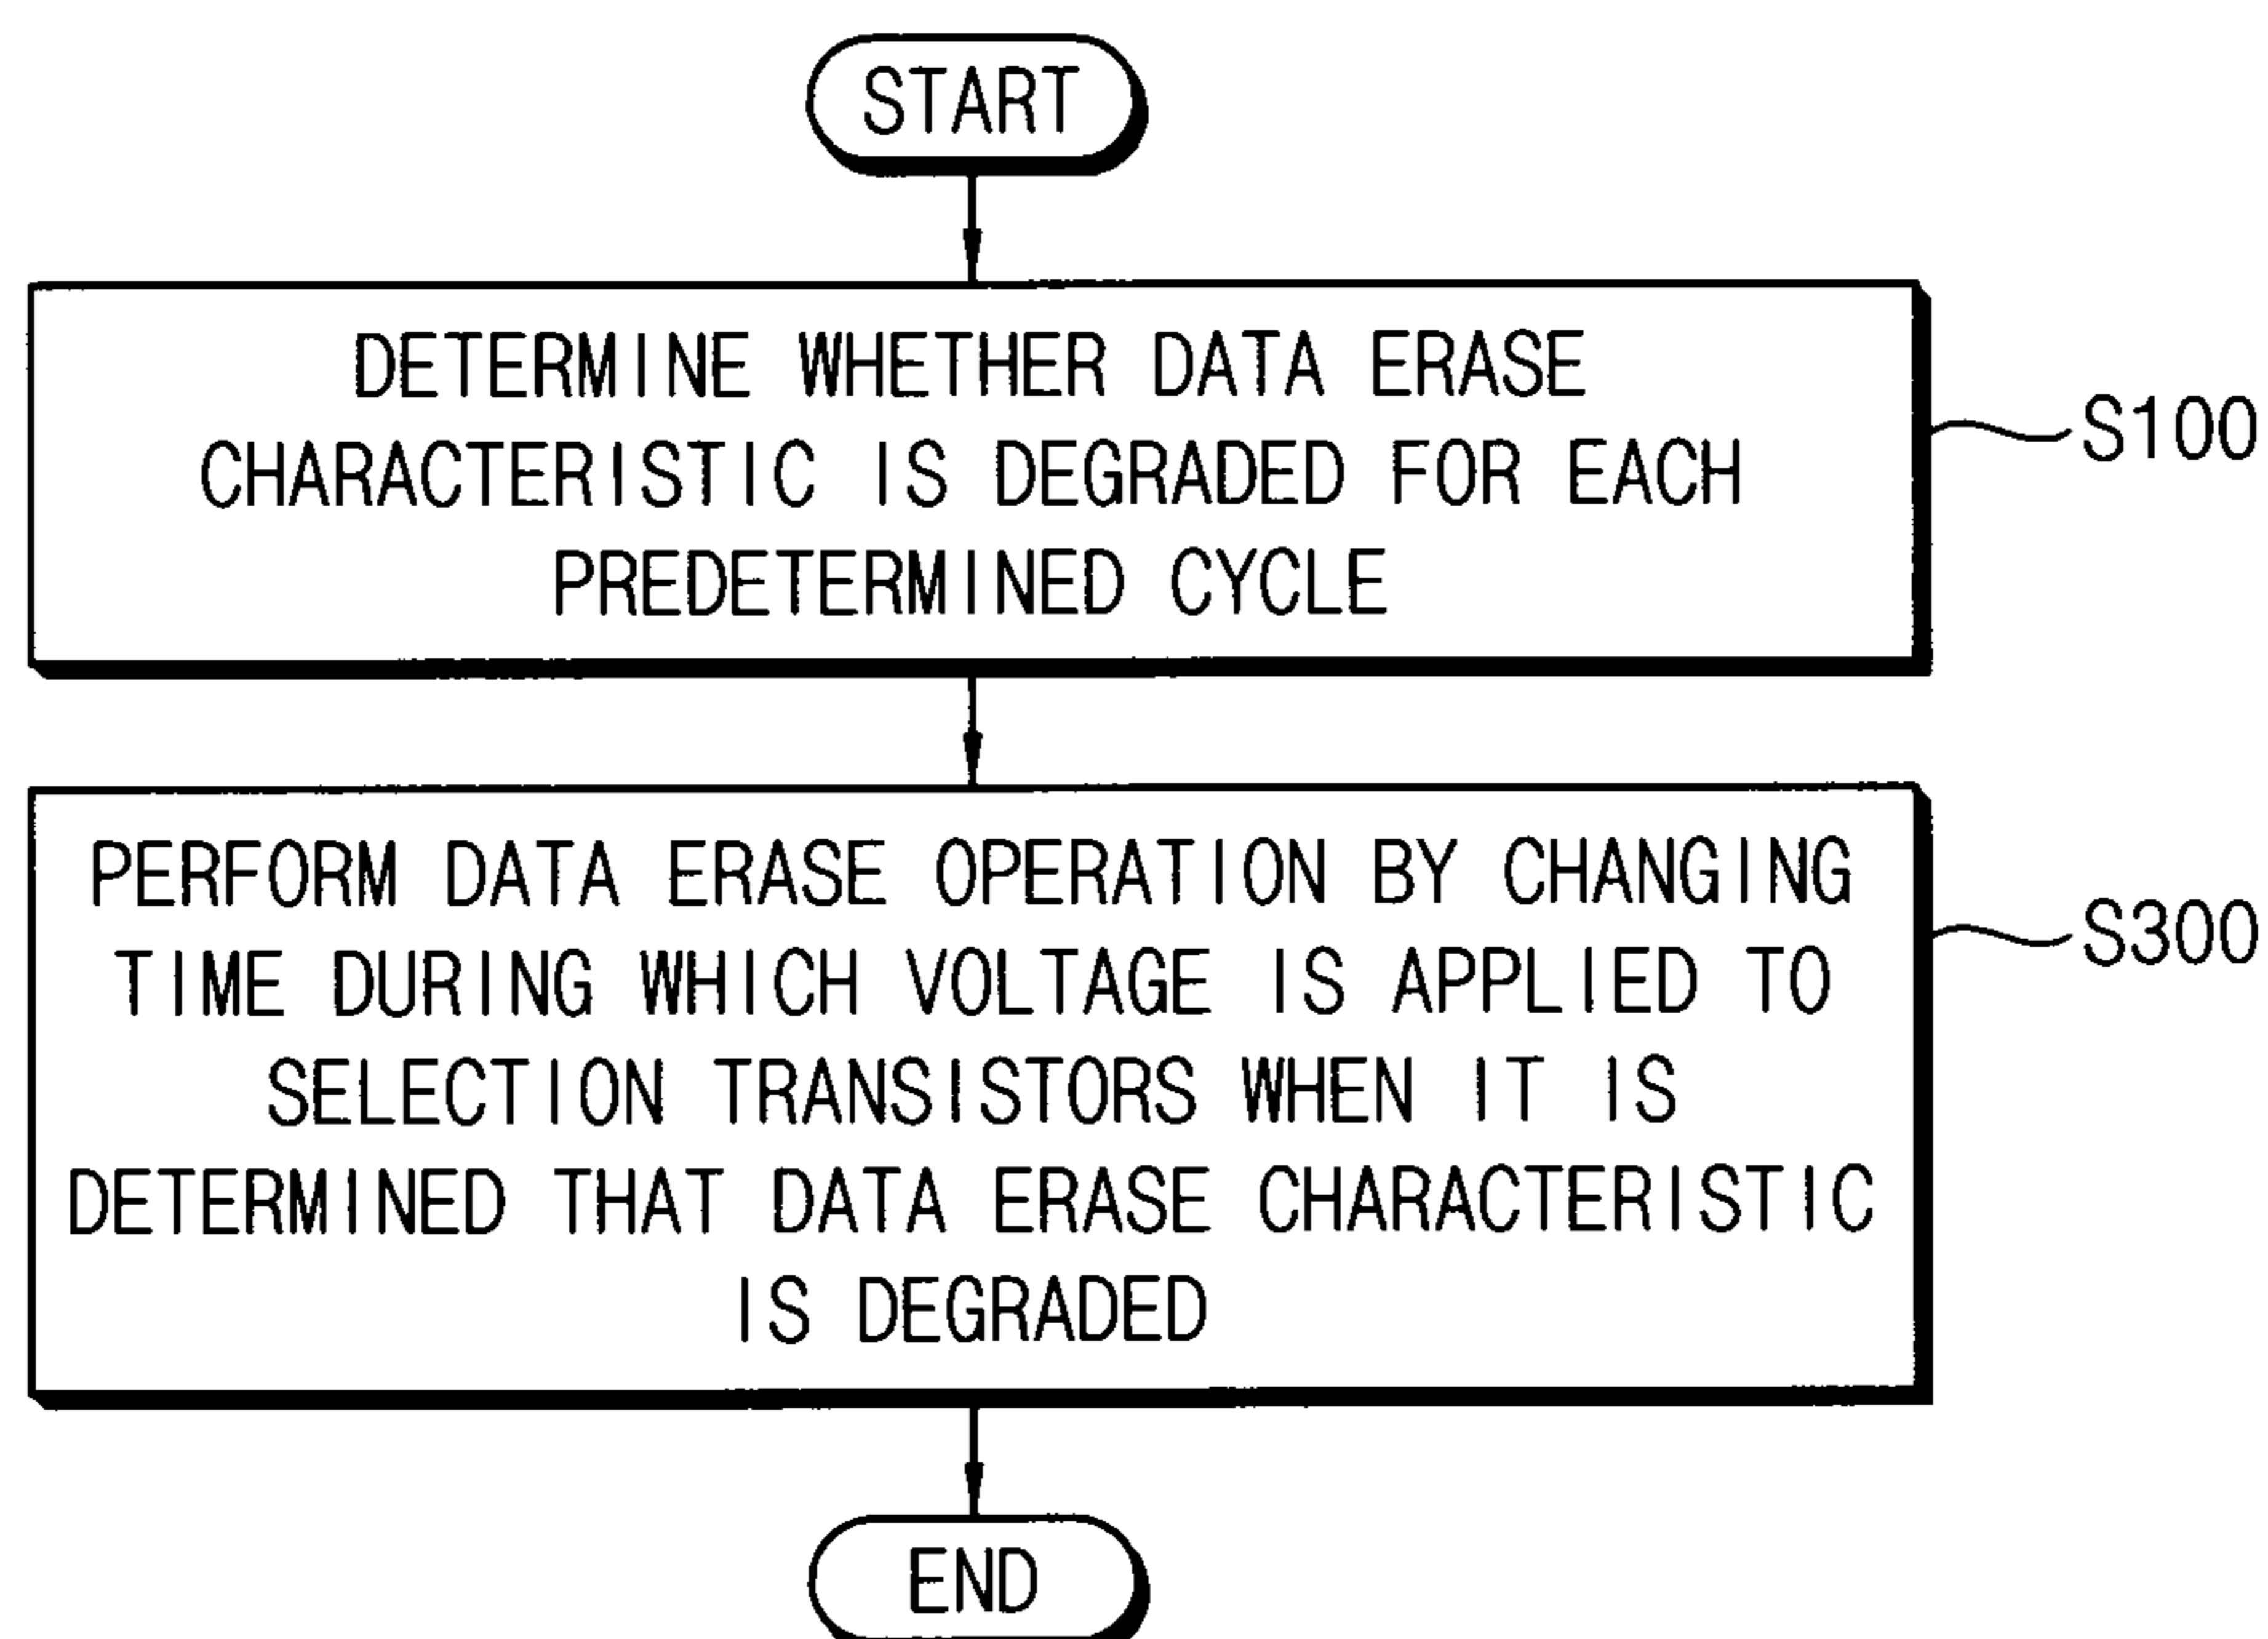 START
DETERMINE WHETHER DATA ERASE
CHARACTERISTIC IS DEGRADED FOR EACH
PREDETERMINED CYCLE
S100
PERFORM DATA ERASE OPERATION BY CHANGING
TIME DURING WHICH VOLTAGE IS APPLIED TO
SELECTION TRANSISTORS WHEN IT IS
DETERMINED THAT DATA ERASE CHARACTERISTIC
IS DEGRADED
S300
END